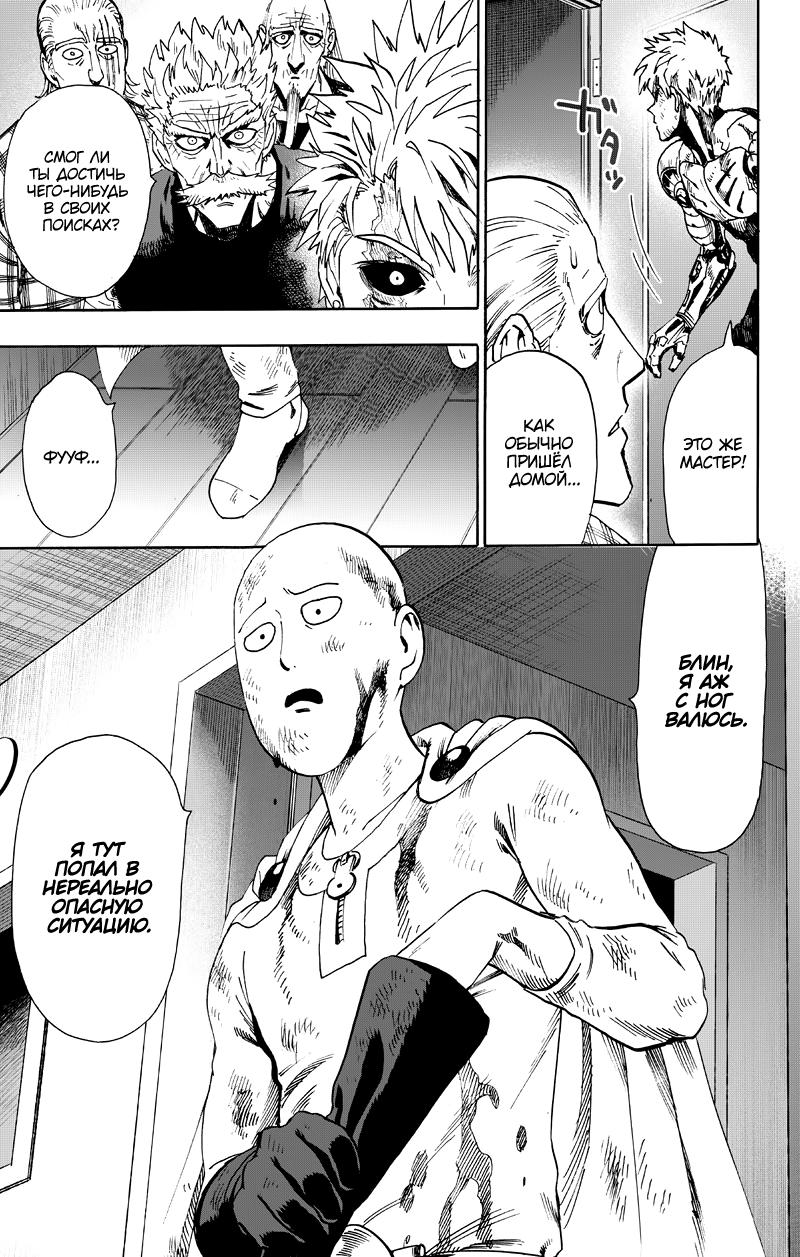 ガタッ
ЭТО ЖЕ
МАСТЕР!
КАК
ОБЫЧНО
ПРИШЁЛ
ДОМОЙ...
СМОГ ЛИ
ТЫ ДОСТИЧЬ
ЧЕГО-НИБУДЬ
В СВОИХ
ПОИСКАХ?
ФУУФ...
БЛИН,
Я АЖ
С НОГ
ВАЛЮСЬ.
Я ТУТ
ПОПАЛ В
НЕРЕАЛЬНО
ОПАСНУЮ
СИТУАЦИЮ.